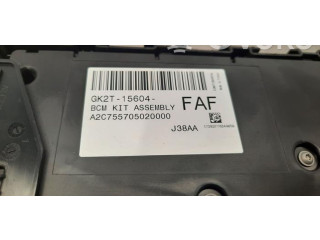 GK2T-15604-
FAF
BCM KIT ASSEMBLY
A2C755705020000
J38AA